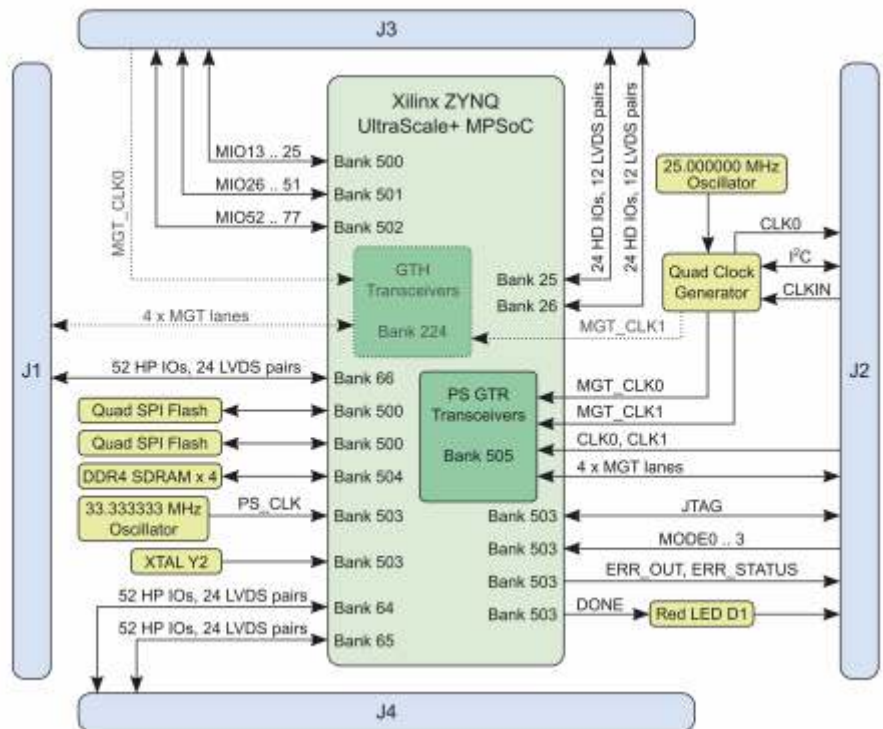 J3
Xilinx ZYNQ
UltraScale+ MPSoC
MIO13 .. 25
Bank 500
MIO26 .. 51
Bank 501
MIO52 .. 77
Bank 502
MGT_CLK0
24 HD IOs, 12 LVDS pairs
24 HD IOs, 12 LVDS pairs
25.000000 MHz
Oscillator
CLK0
I²C
CLKIN
Quad Clock
Generator
GTH
Transceivers
Bank 224
Bank 25
Bank 26
MGT_CLK1
4 x MGT lanes
J1
J2
52 HP IOs, 24 LVDS pairs
Bank 66
Quad SPI Flash
Bank 500
Quad SPI Flash
Bank 500
DDR4 SDRAM x 4
Bank 504
33.333333 MHz
Oscillator
PS_CLK
Bank 503
XTAL Y2
Bank 503
52 HP IOs, 24 LVDS pairs
Bank 64
52 HP IOs, 24 LVDS pairs
Bank 65
PS GTR
Transceivers
Bank 505
MGT_CLK0
MGT_CLK1
CLK0, CLK1
4 x MGT lanes
Bank 503
JTAG
Bank 503
MODE0 .. 3
Bank 503
ERR_OUT, ERR_STATUS
Bank 503
DONE
Red LED D1
J4